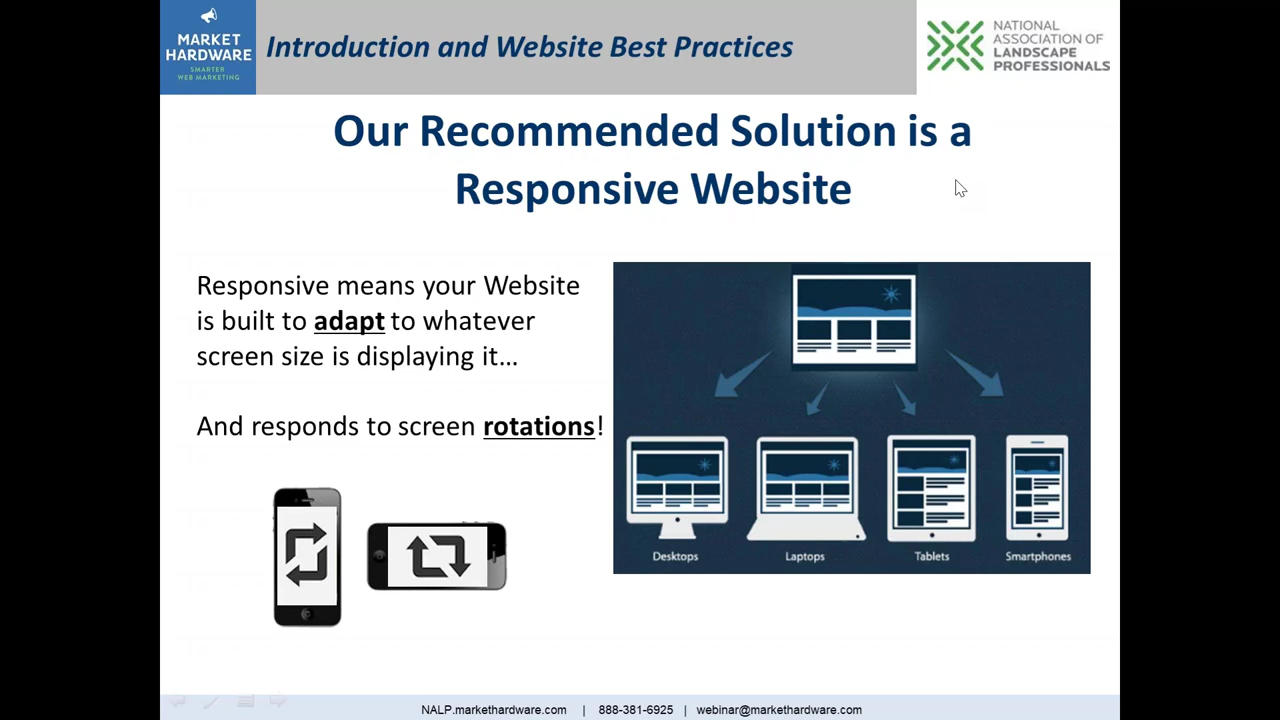 MARKET
HARDWARE
SMARTER
WEB MARKETING
Introduction and Website Best Practices
NATIONAL
ASSOCIATION OF
LANDSCAPE
PROFESSIONALS
Our Recommended Solution is a
Responsive Website
Responsive means your Website
is built to adapt to whatever
screen size is displaying it...
And responds to screen rotations!
Desktops
Laptops
Tablets
Smartphones
NALP.markethardware.com | 888-381-6925 | webinar@markethardware.com